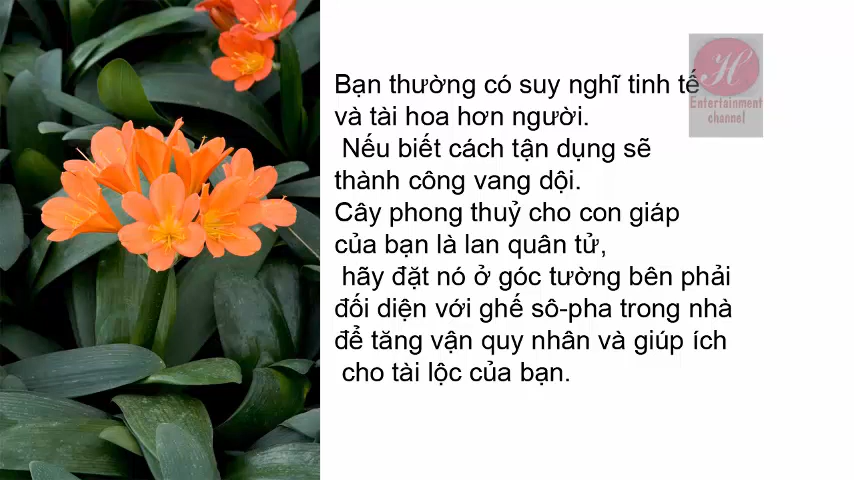 Bạn thường có suy nghĩ tinh tế
và tài hoa hơn người.
Nếu biết cách tận dụng sẽ
thành công vang dội.
Cây phong thuỷ cho con giáp
của bạn là lan quân tử,
hãy đặt nó ở góc tường bên phải
đối diện với ghế sô-pha trong nhà
để tăng vận quy nhân và giúp ích
cho tài lộc của bạn.
H
Entertainment
channel